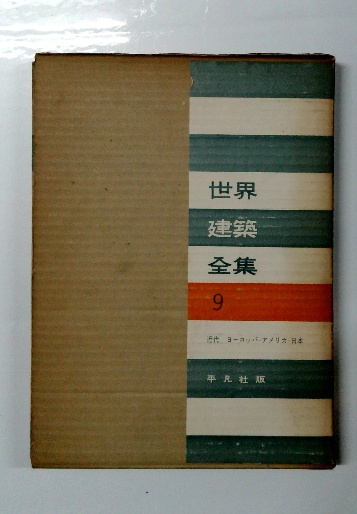 世界
建築
全集
9
近代 ヨーロッパ・アメリカ・日本
平凡社版